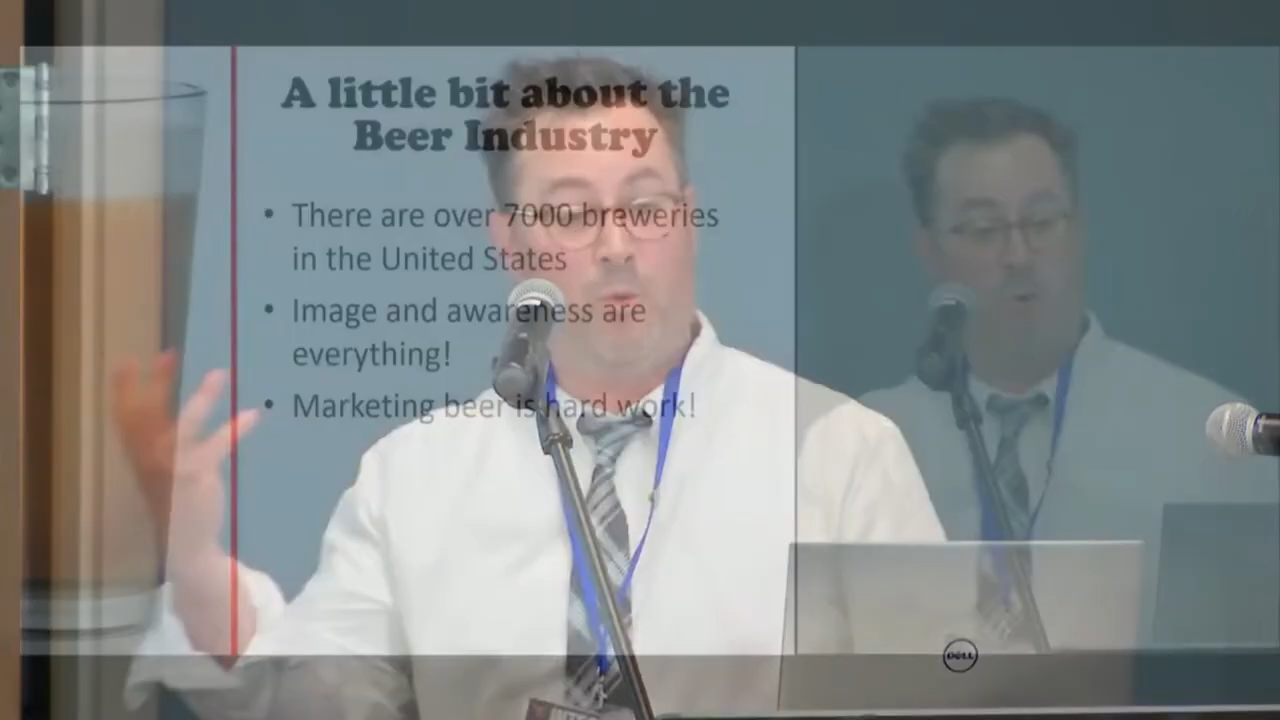 A little bit about the
Beer Industry
• There are over 7000 breweries
in the United States
• Image and awareness are
everything!
• Marketing beer is hard work!
DELL